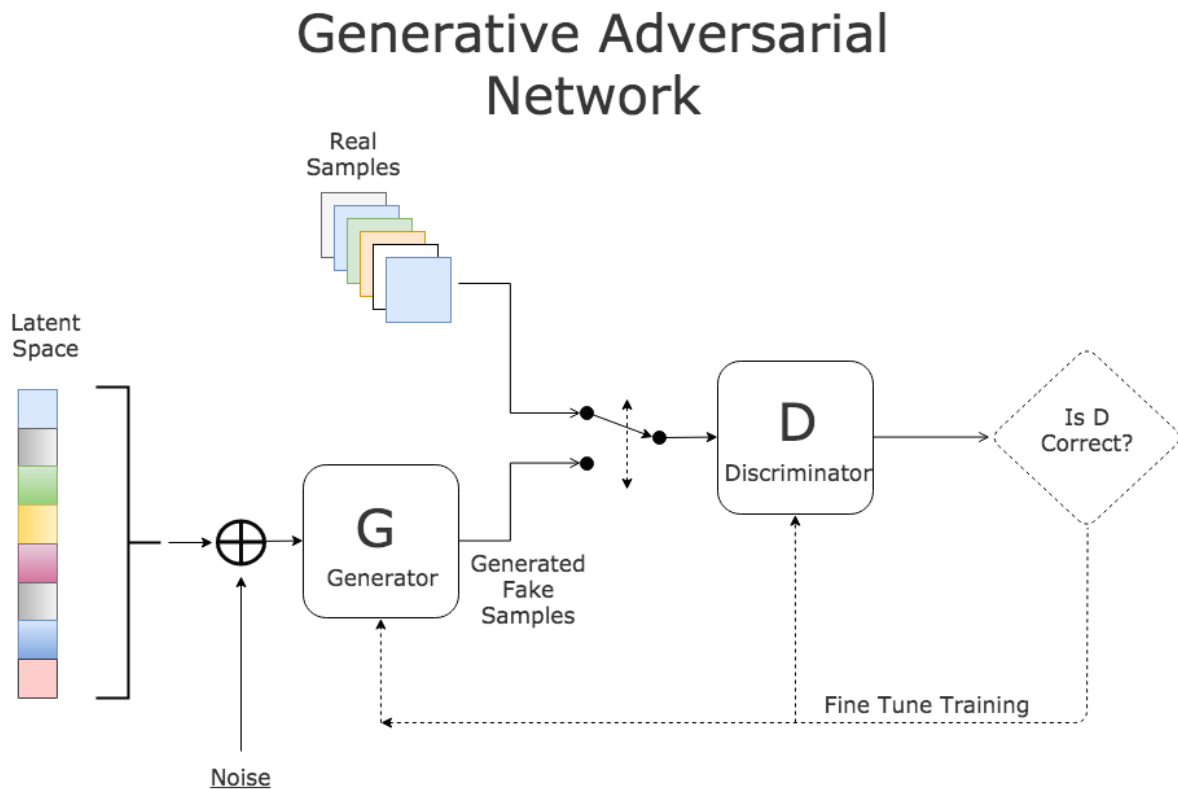 Generative Adversarial
Network
Real
Samples
Latent
Space
D
Discriminator
Is D
Correct?
G
Generator
Generated
Fake
Samples
Fine Tune Training
Noise